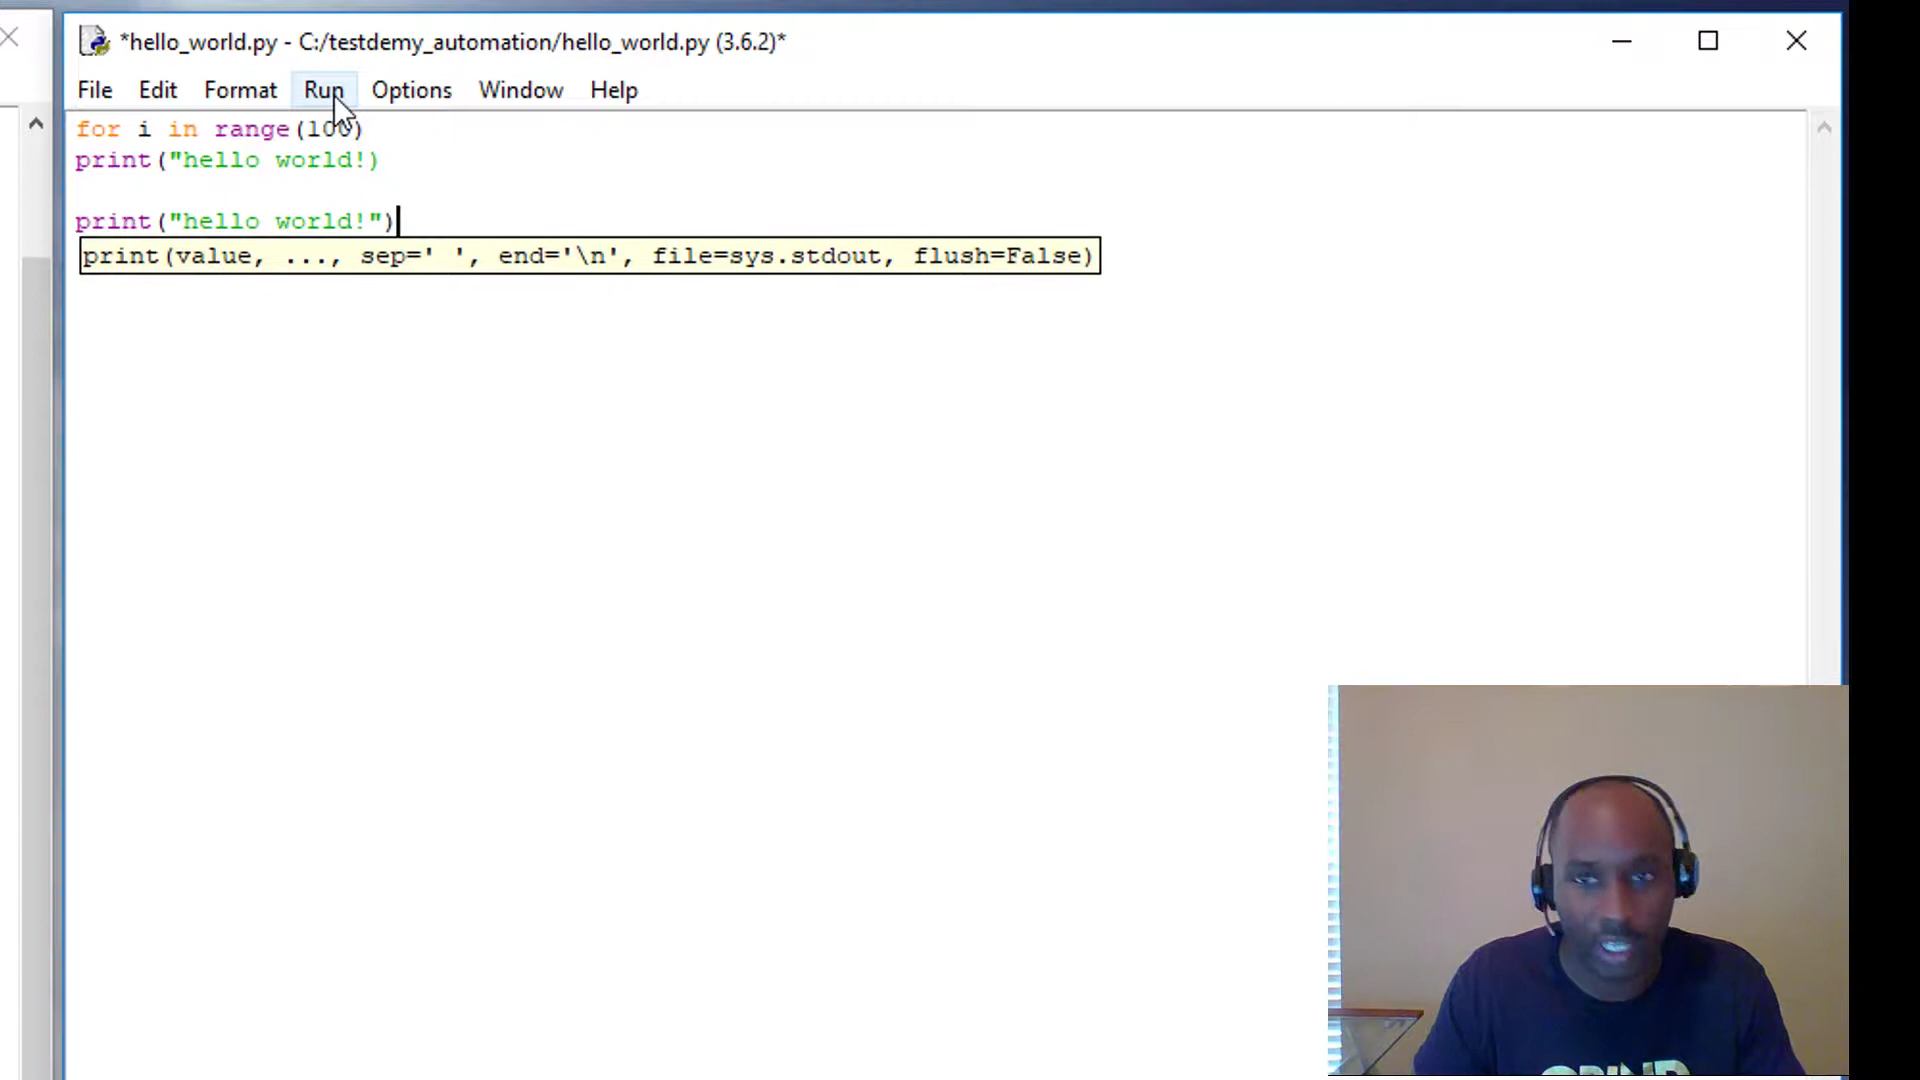 *hello_world.py - C:/testdemy_automation/hello_world.py (3.6.2)*
File Edit Format Run Options Window Help
for i in range(100)
print("hello world!)
print("hello world!")
print(value, ..., sep=' ', end='\n', file=sys.stdout, flush=False)
GRIND